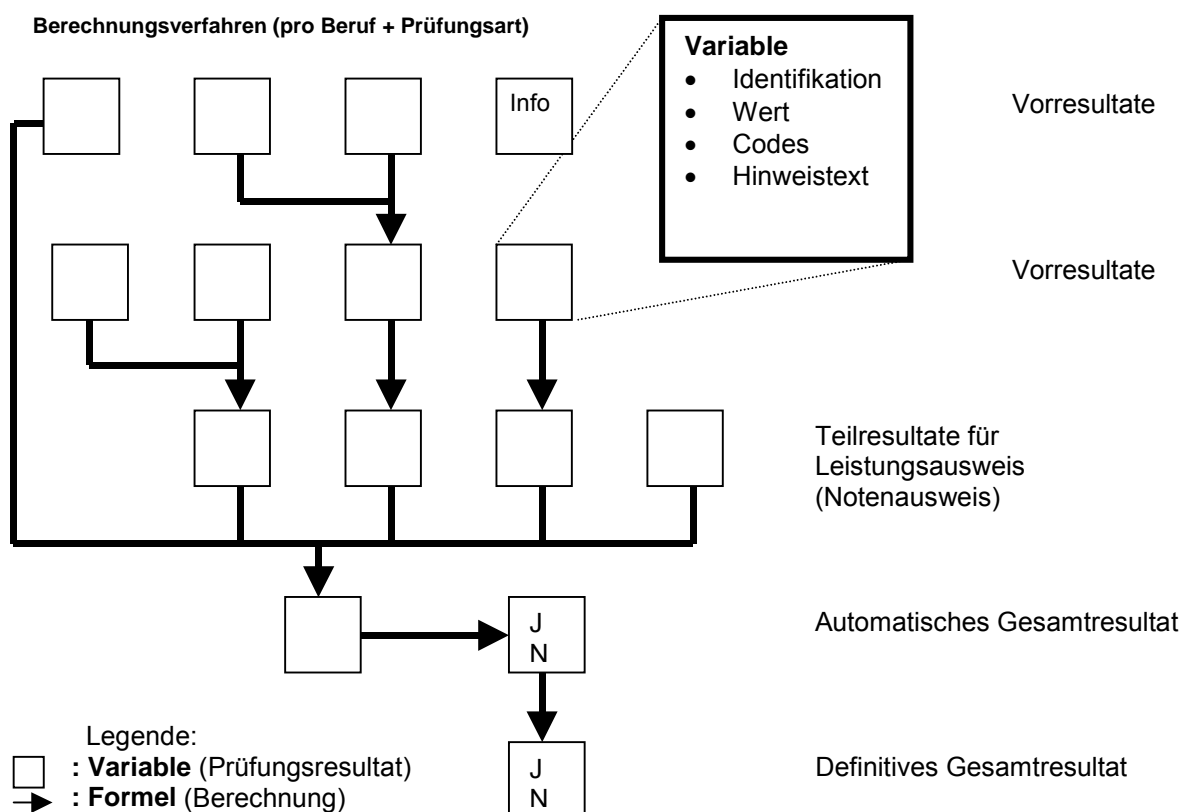 Berechnungsverfahren (pro Beruf + Prüfungsart)
Variable
• Identifikation
• Wert
• Codes
• Hinweistext
Info
Vorresultate
Vorresultate
Teilresultate für
Leistungsausweis
(Notenausweis)
J
N
Automatisches Gesamtresultat
J
N
Definitives Gesamtresultat
Legende:
: Variable (Prüfungsresultat)
: Formel (Berechnung)